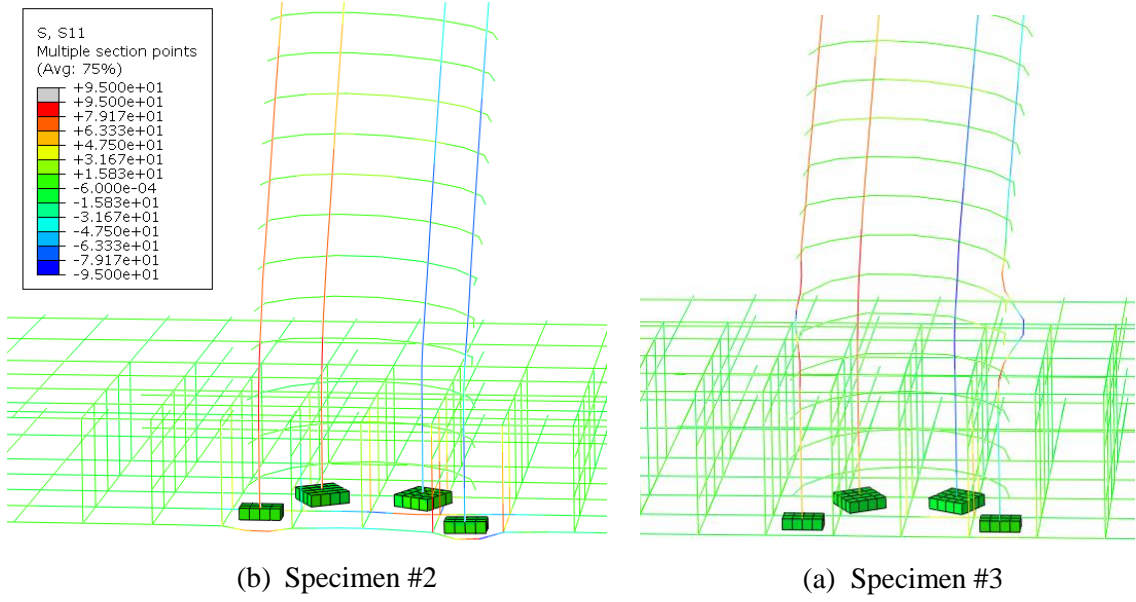 S, S11
Multiple section points
(Avg: 75%)
+9.500e+01
+9.500e+01
+7.917e+01
+6.333e+01
+4.750e+01
+3.167e+01
+1.583e+01
-6.000e-04
-1.583e+01
-3.167e+01
-4.750e+01
-6.333e+01
-7.917e+01
-9.500e+01
(b) Specimen #2
(a) Specimen #3